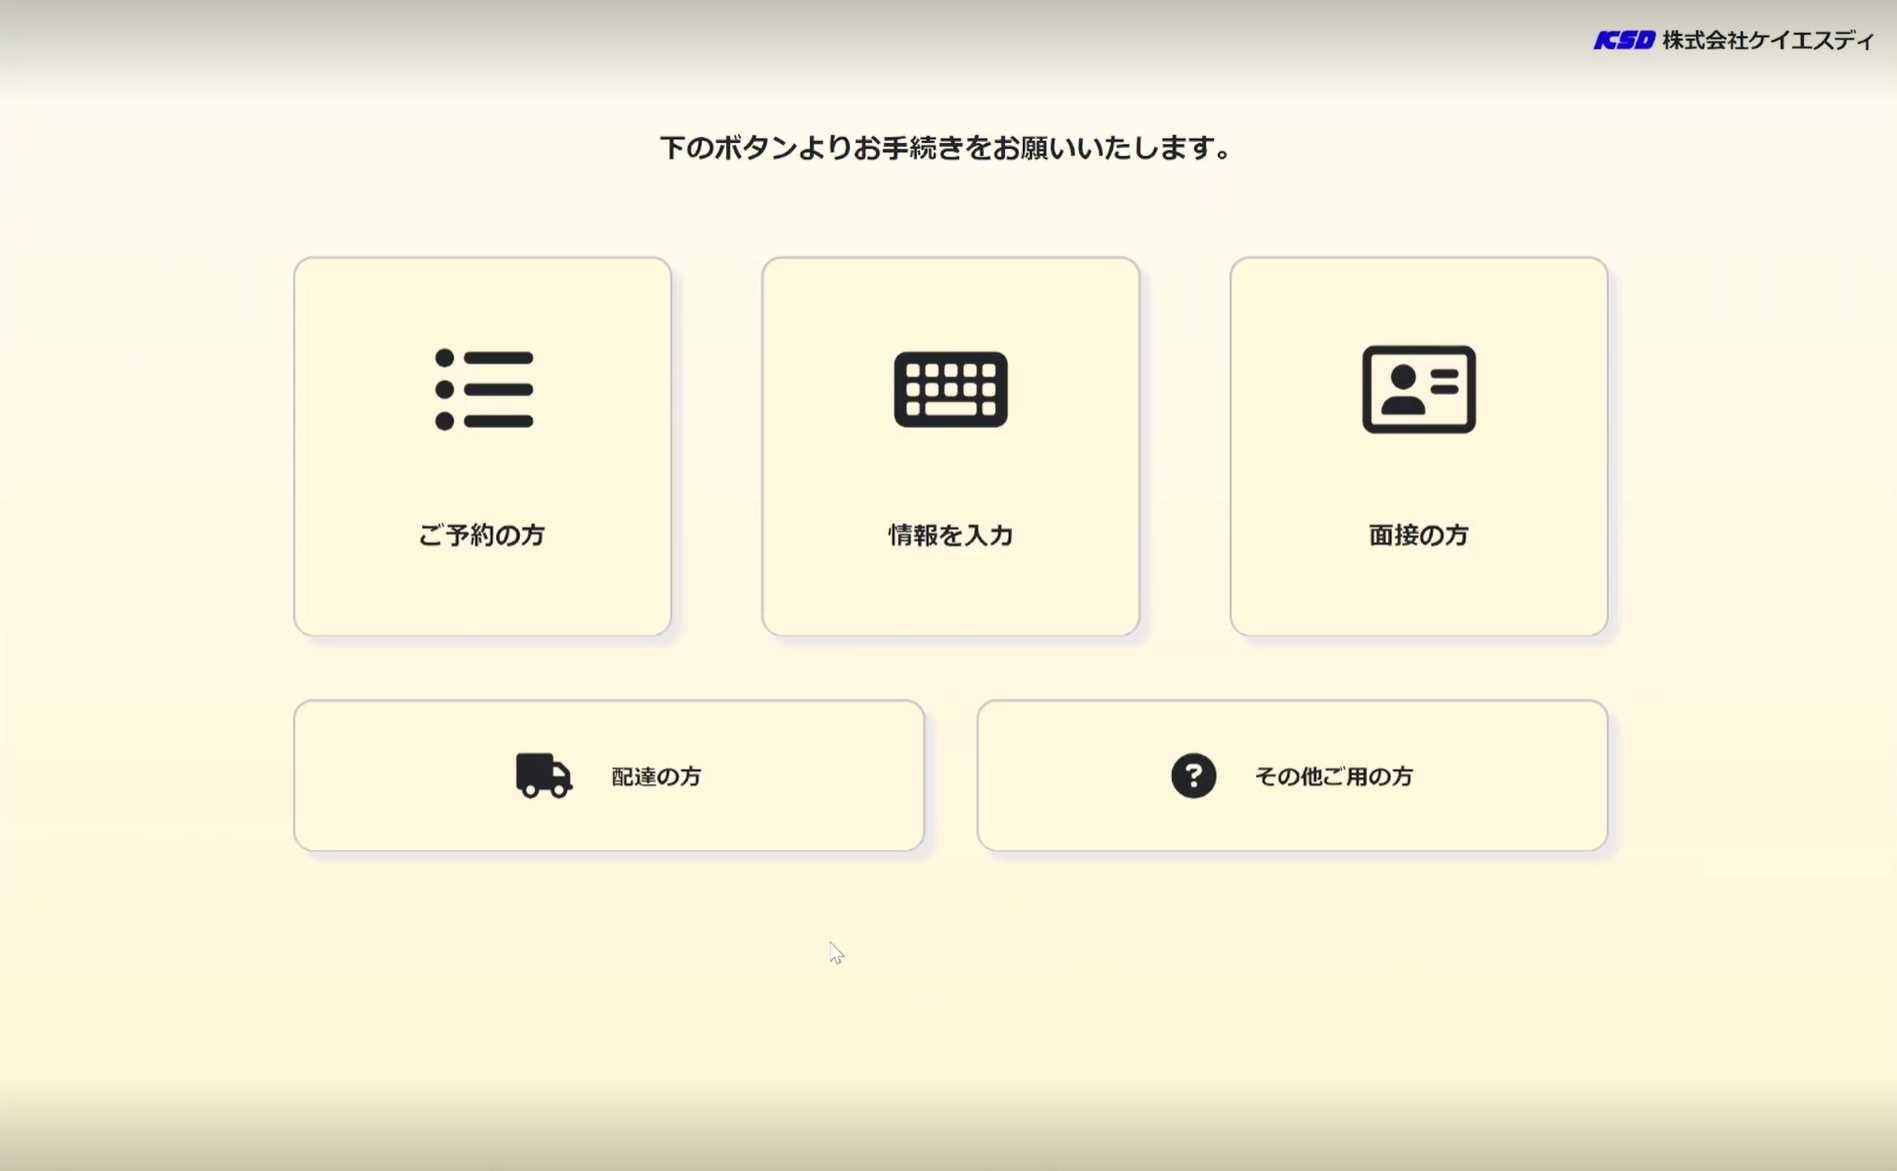 KSD 株式会社ケイエスディ
下のボタンよりお手続きをお願いいたします。
ご予約の方
情報を入力
面接の方
配達の方
その他ご用の方